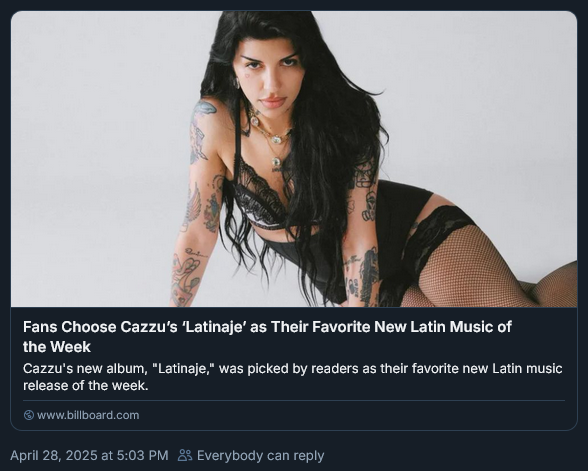 Fans Choose Cazzu’s ‘Latinaje’ as Their Favorite New Latin Music of
the Week
Cazzu's new album, "Latinaje," was picked by readers as their favorite new Latin music
release of the week.
www.billboard.com
April 28, 2025 at 5:03 PM Everybody can reply